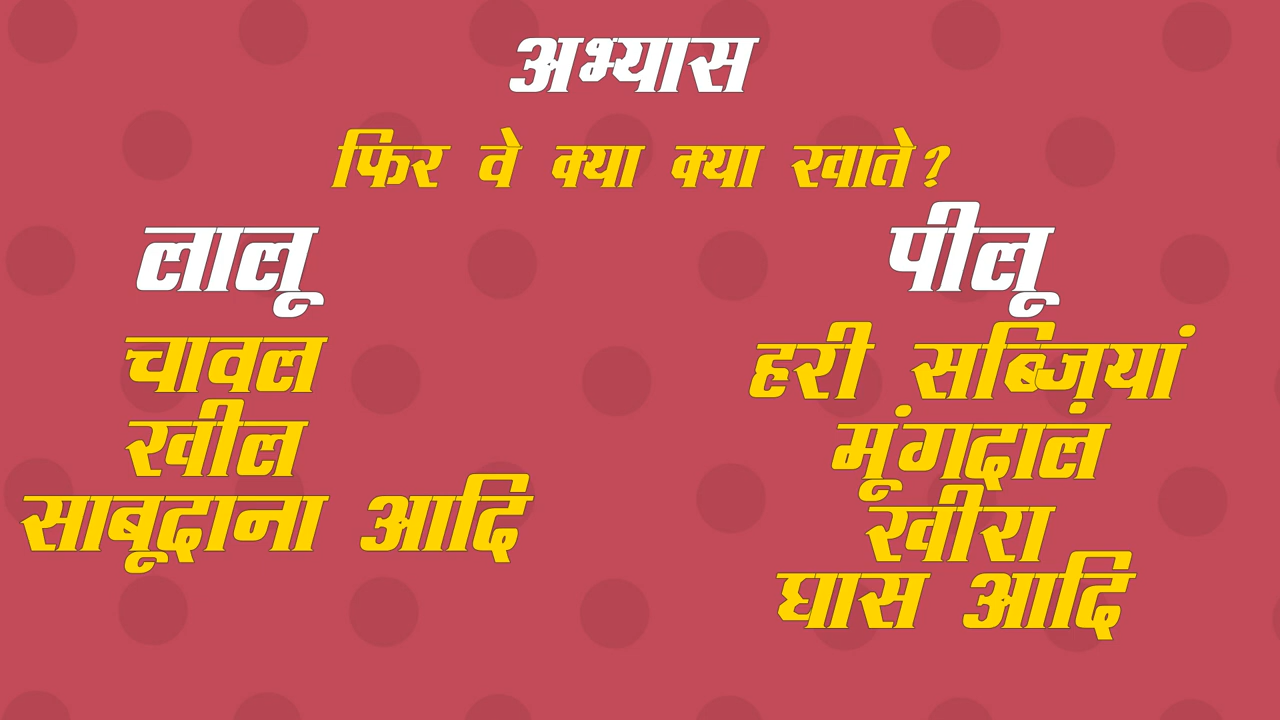 अभ्यास
फिर वे क्या क्या खाते?
लालू
चावल
खील
साबूदाना आदि
पीलू
हरी सब्ज़ियां
मूंगदाल
खीरा
घास आदि